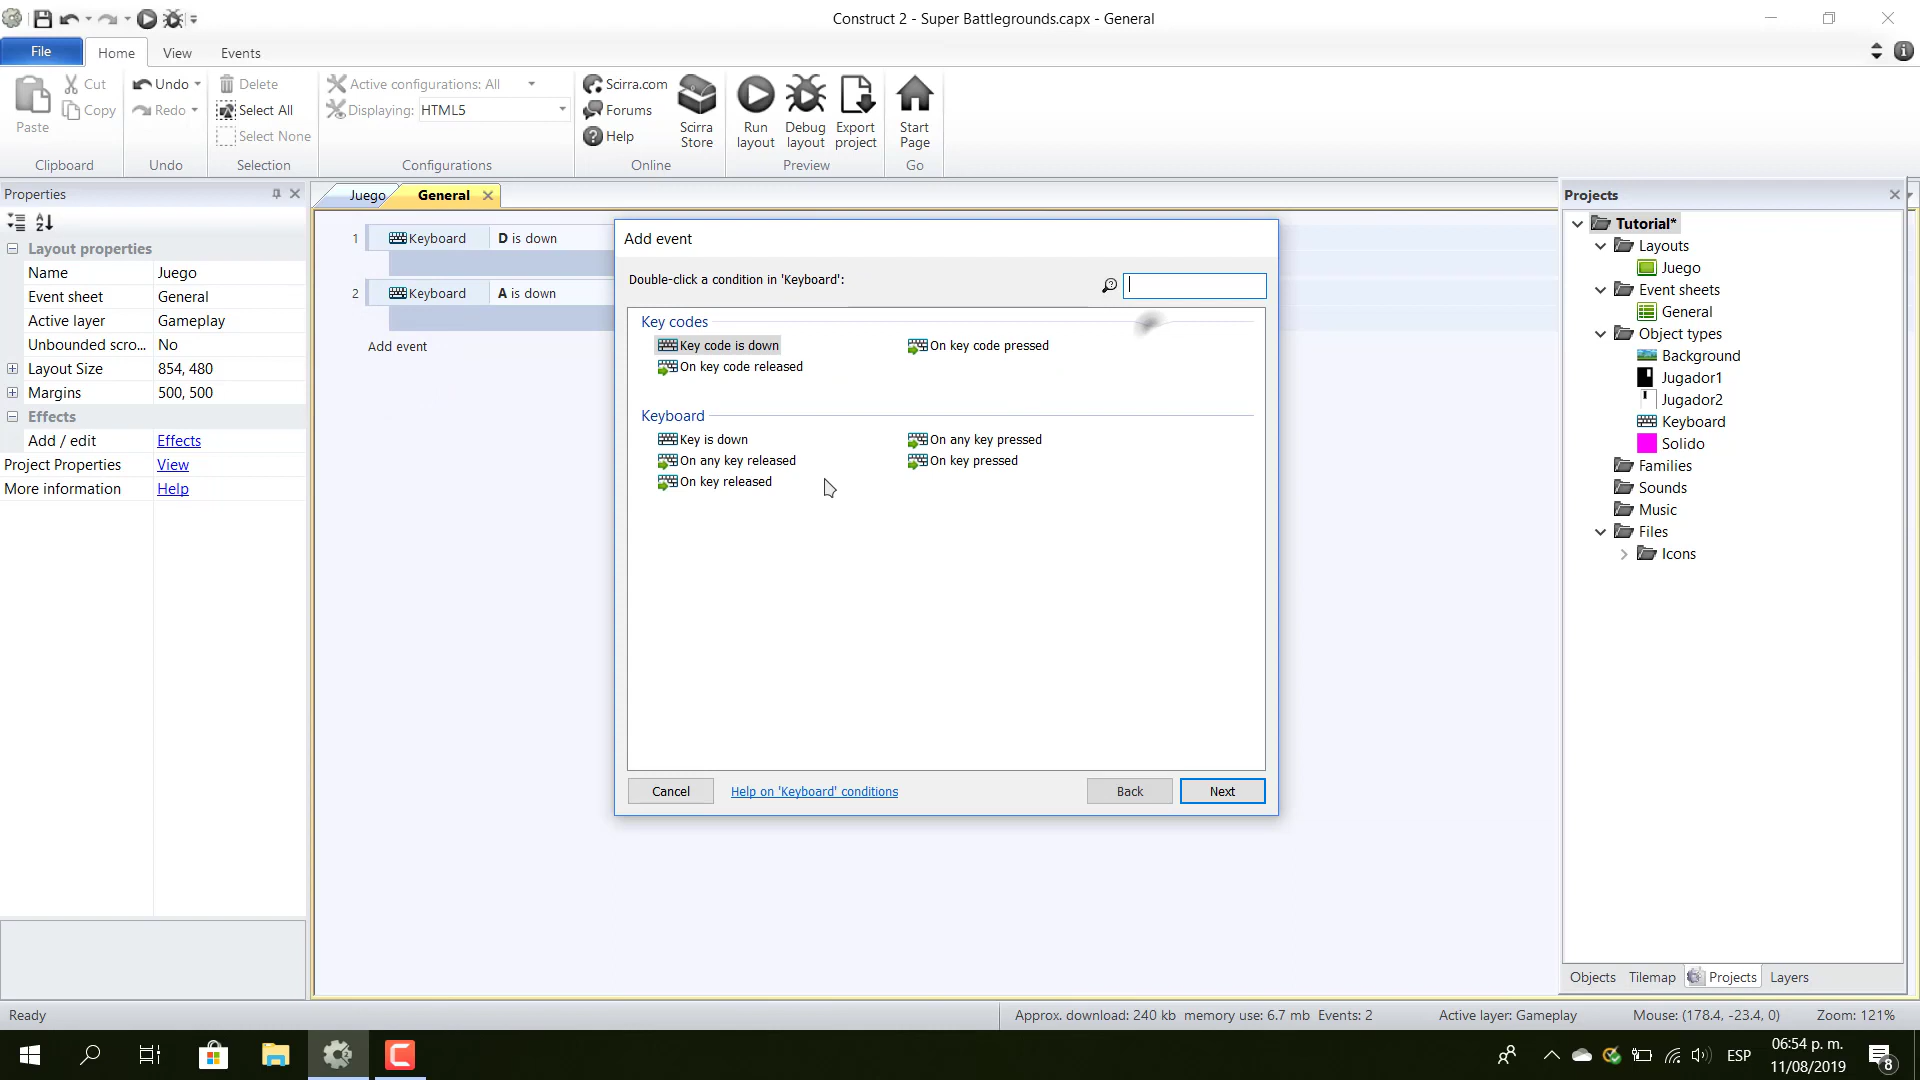 Construct 2 - Super Battlegrounds.capx - General
File
Home
View
Events
Paste
Cut
Copy
Clipboard
Undo
Redo
Undo
Delete
Select All
Select None
Selection
Active configurations: All
Displaying: HTML5
Configurations
Scirra.com
Forums
Help
Scirra Store
Online
Run layout
Debug layout
Export project
Preview
Start Page
Go
Properties
Layout properties
Name Juego
Event sheet General
Active layer Gameplay
Unbounded scro... No
Layout Size 854, 480
Margins 500, 500
Effects
Add / edit Effects
Project Properties View
More information Help
Juego
General
1 Keyboard D is down
2 Keyboard A is down
Add event
Add event
Double-click a condition in 'Keyboard':
Key codes
Key code is down
On key code pressed
On key code released
Keyboard
Key is down
On any key pressed
On any key released
On key pressed
On key released
Cancel
Help on 'Keyboard' conditions
Back
Next
Projects
Tutorial*
Layouts
Juego
Event sheets
General
Object types
Background
Jugador1
Jugador2
Keyboard
Solido
Families
Sounds
Music
Files
Icons
Objects
Tilemap
Projects
Layers
Ready
Approx. download: 240 kb memory use: 6.7 mb Events: 2
Active layer: Gameplay
Mouse: (178.4, -23.4, 0)
Zoom: 121%
ESP
06:54 p. m.
11/08/2019
8